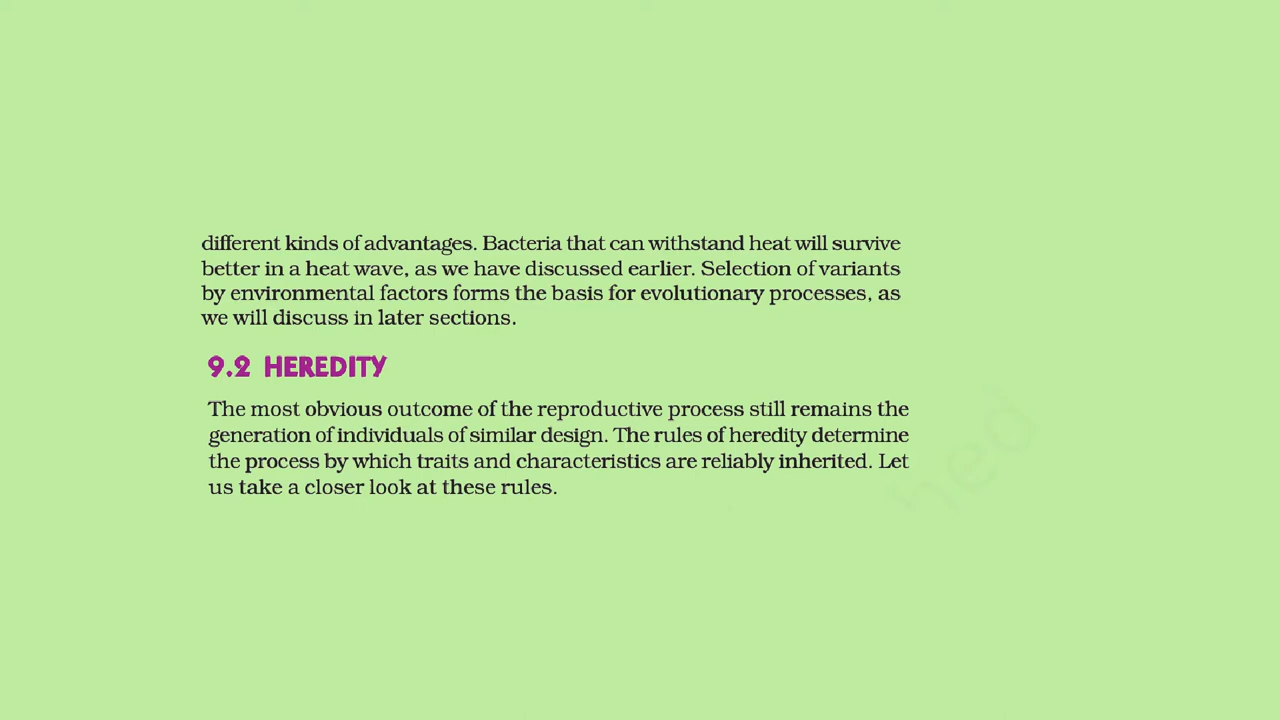 different kinds of advantages. Bacteria that can withstand heat will survive
better in a heat wave, as we have discussed earlier. Selection of variants
by environmental factors forms the basis for evolutionary processes, as
we will discuss in later sections.
9.2 HEREDITY
The most obvious outcome of the reproductive process still remains the
generation of individuals of similar design. The rules of heredity determine
the process by which traits and characteristics are reliably inherited. Let
us take a closer look at these rules.